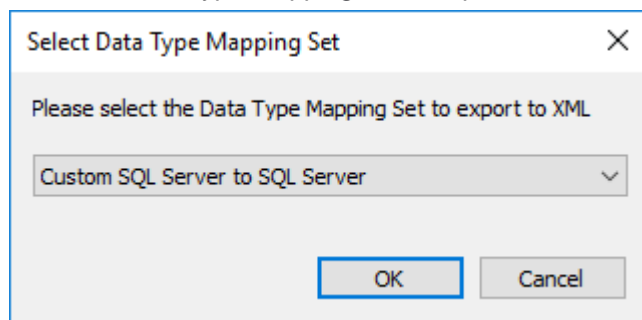 Select Data Type Mapping Set
Please select the Data Type Mapping Set to export to XML
Custom SQL Server to SQL Server
OK Cancel